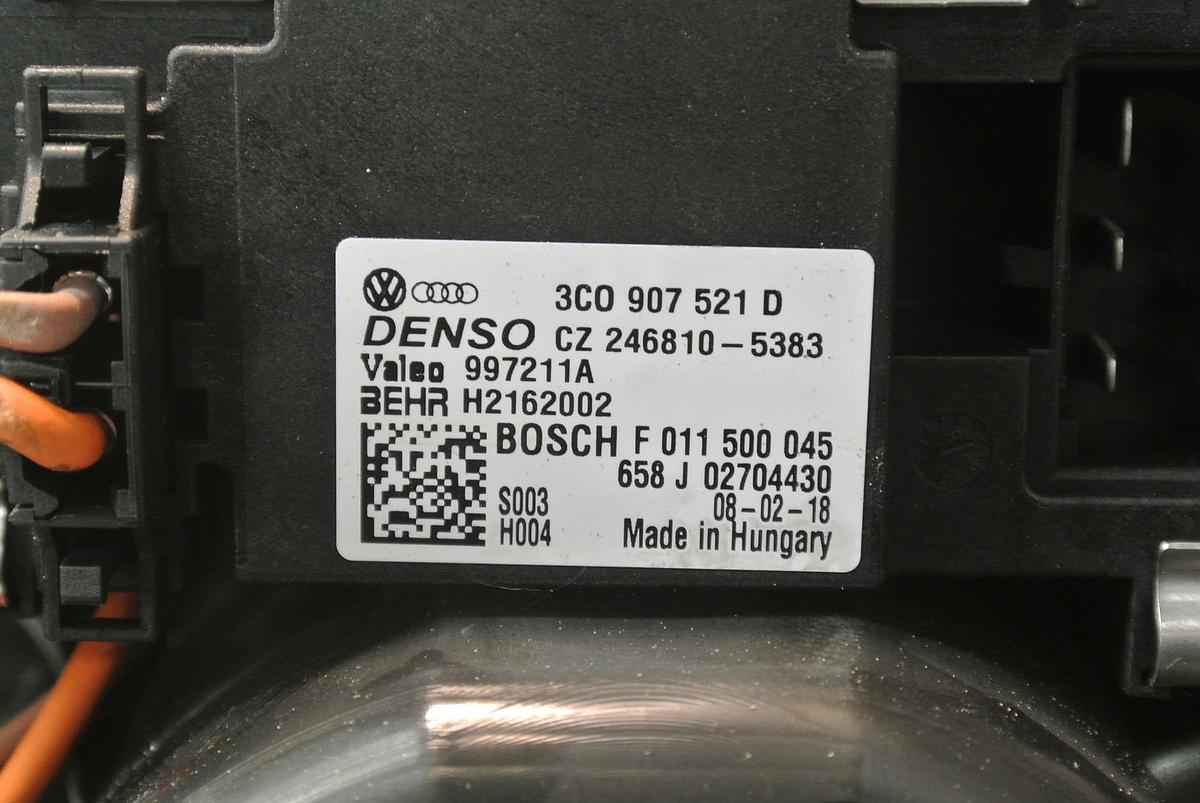 3C0 907 521 D
DENSO CZ 246810-5383
Valeo 997211A
BEHR H2162002
BOSCH F 011 500 045
658 J 02704430
S003 08-02-18
H004 Made in Hungary